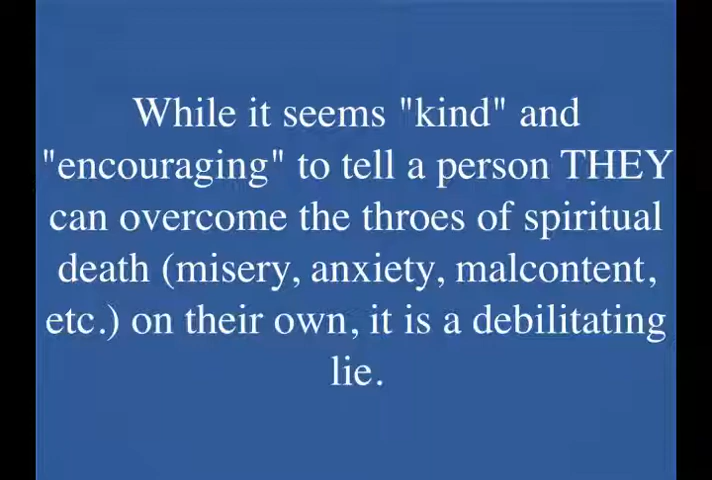 While it seems "kind" and
"encouraging" to tell a person THEY
can overcome the throes of spiritual
death (misery, anxiety, malcontent,
etc.) on their own, it is a debilitating
lie.